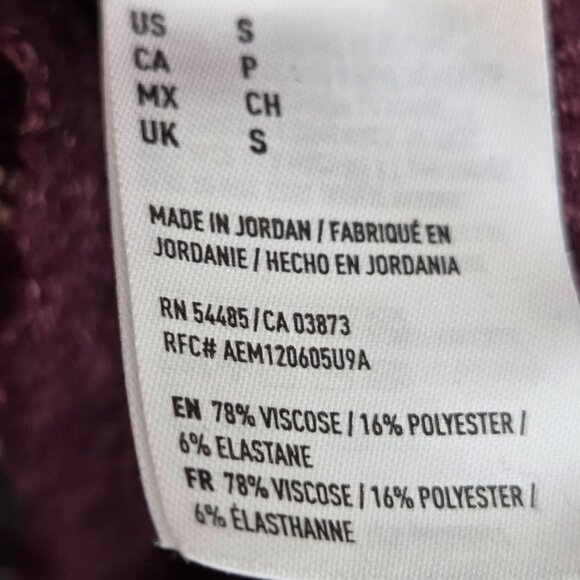 US S
CA P
MX CH
UK S
MADE IN JORDAN / FABRIQUÉ EN
JORDANIE / HECHO EN JORDANIA
RN 54485 / CA 03873
RFC# AEM120605U9A
EN 78% VISCOSE / 16% POLYESTER /
6% ELASTANE
FR 78% VISCOSE / 16% POLYESTER /
6% ÉLASTHANNE